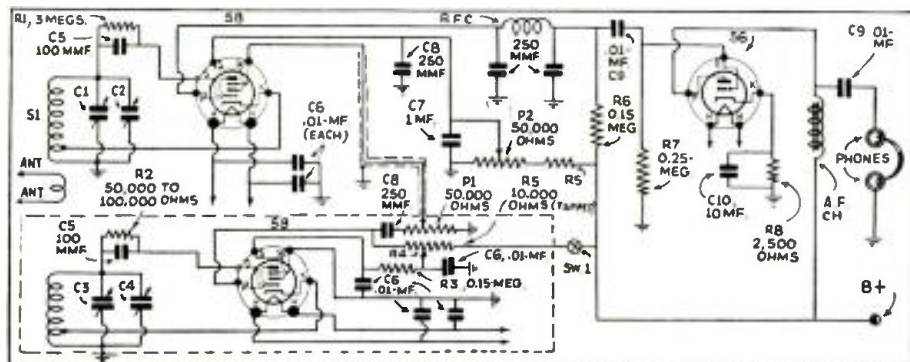 R1, 3 MEGS.
C5
100 MMF
C1
C2
S1
ANT
ANT
R2
50,000 TO
100,000 OHMS
C5
100
MMF
C3
C4
58
C6
.01-MF
(EACH)
C8
250
MMF
C7
1 MF.
R.F.C
250
MMF
P2
50,000
OHMS
R5
C8
250
MMF
P1
50,000
OHMS
R5
10,000
OHMS (TAPPED)
R4
C6
.01-MF
R3
0.15-MEG
C6, .01-MF
SW 1
.01-
MF
C9
R6
0.15
MEG
R7
0.25-
MEG
56
K
C10
10 MF.
R8
2,500
OHMS
C9 .01-
MF
PHONES
A.F.
CH
B+